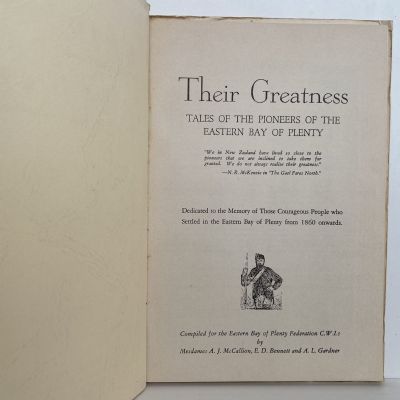 Their Greatness
TALES OF THE PIONEERS OF THE
EASTERN BAY OF PLENTY
"We in New Zealand have lived so close to the
pioneers that we are inclined to take them for
granted. We do not always realise their greatness."
—N. R. McKenzie in "The Gael Fares North."
Dedicated to the Memory of Those Courageous People who
Settled in the Eastern Bay of Plenty from 1860 onwards.
Compiled for the Eastern Bay of Plenty Federation C.W.I.s
by
Mesdames A. J. McCallion, E. D. Bennett and A. L. Gardner